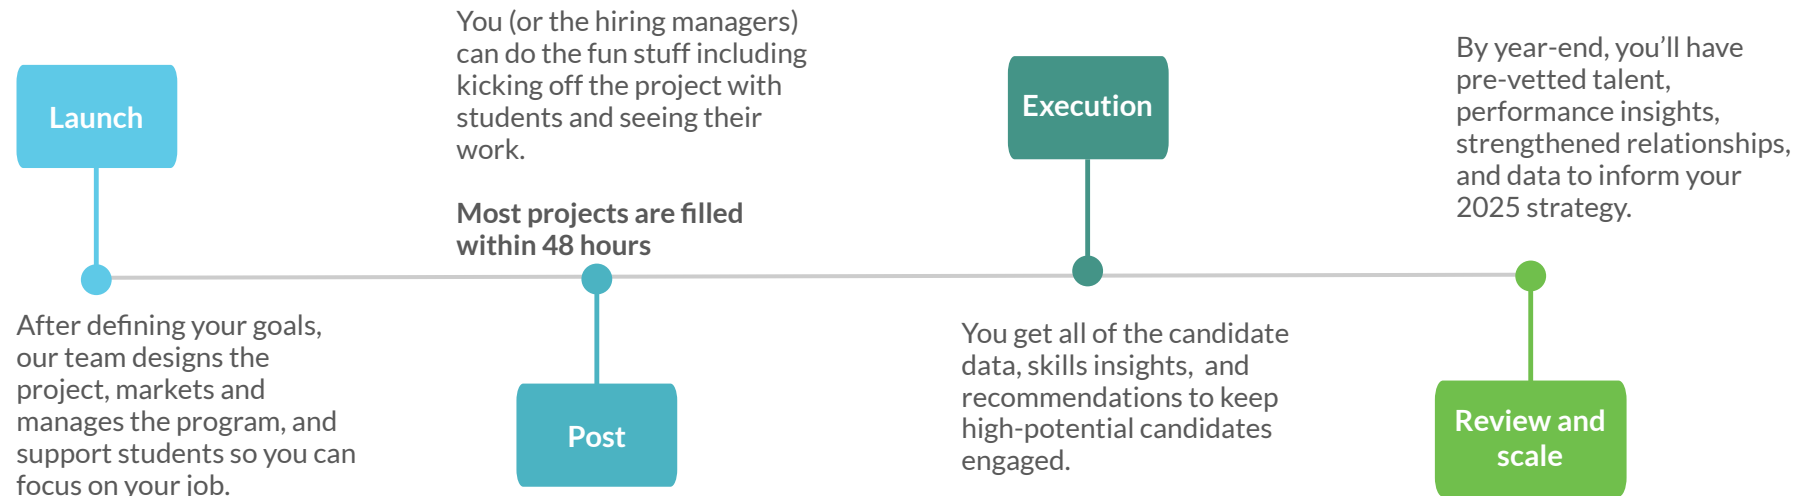 Launch
After defining your goals,
our team designs the
project, markets and
manages the program, and
support students so you can
focus on your job.
You (or the hiring managers)
can do the fun stuff including
kicking off the project with
students and seeing their
work.
Most projects are filled
within 48 hours
Post
Execution
You get all of the candidate
data, skills insights,  and
recommendations to keep
high-potential candidates
engaged.
By year-end, you’ll have
pre-vetted talent,
performance insights,
strengthened relationships,
and data to inform your
2025 strategy.
Review and
scale